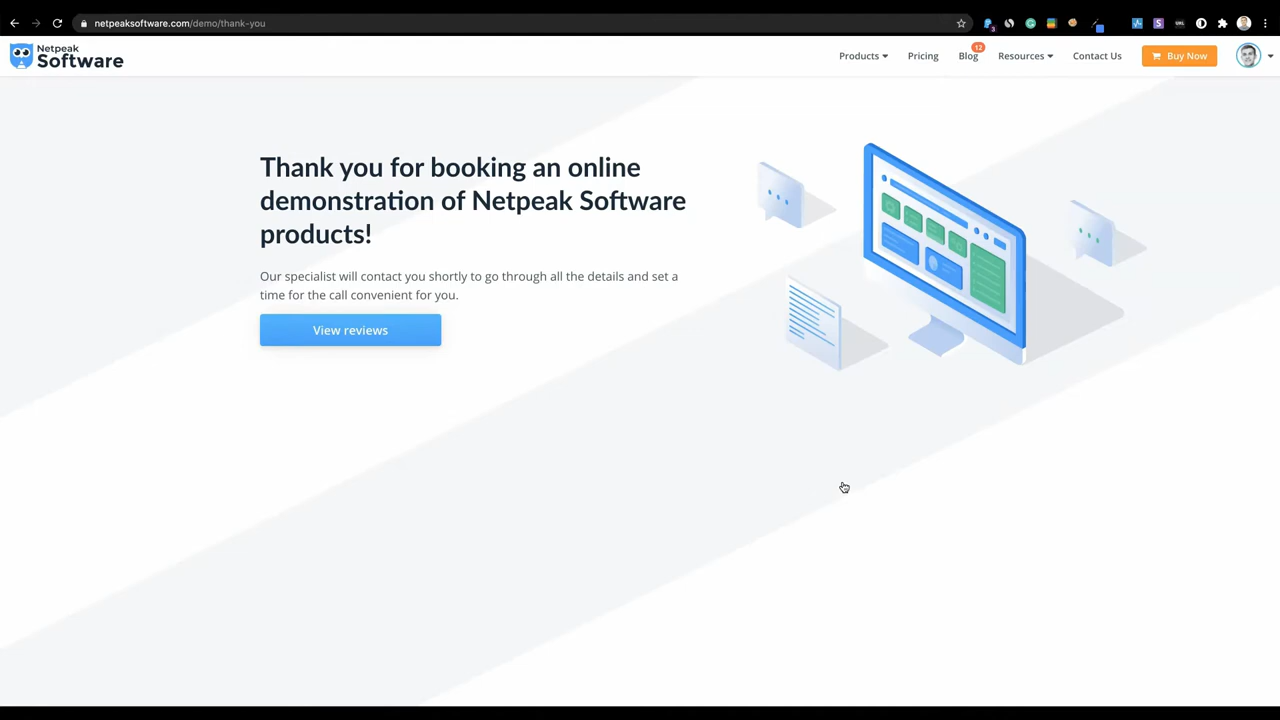 netpeaksoftware.com/demo/thank-you
Netpeak
Software
Products
Pricing
Blog
12
Resources
Contact Us
Buy Now
Thank you for booking an online
demonstration of Netpeak Software
products!
Our specialist will contact you shortly to go through all the details and set a
time for the call convenient for you.
View reviews